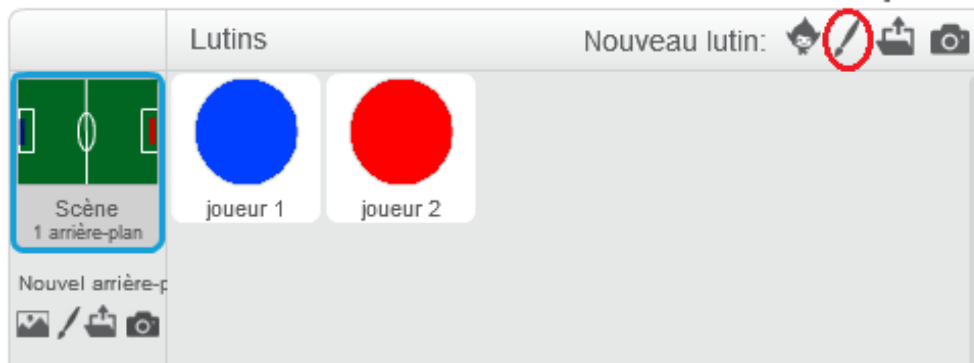 Lutins
Nouveau lutin:
Scène
1 arrière-plan
joueur 1
joueur 2
Nouvel arrière-p